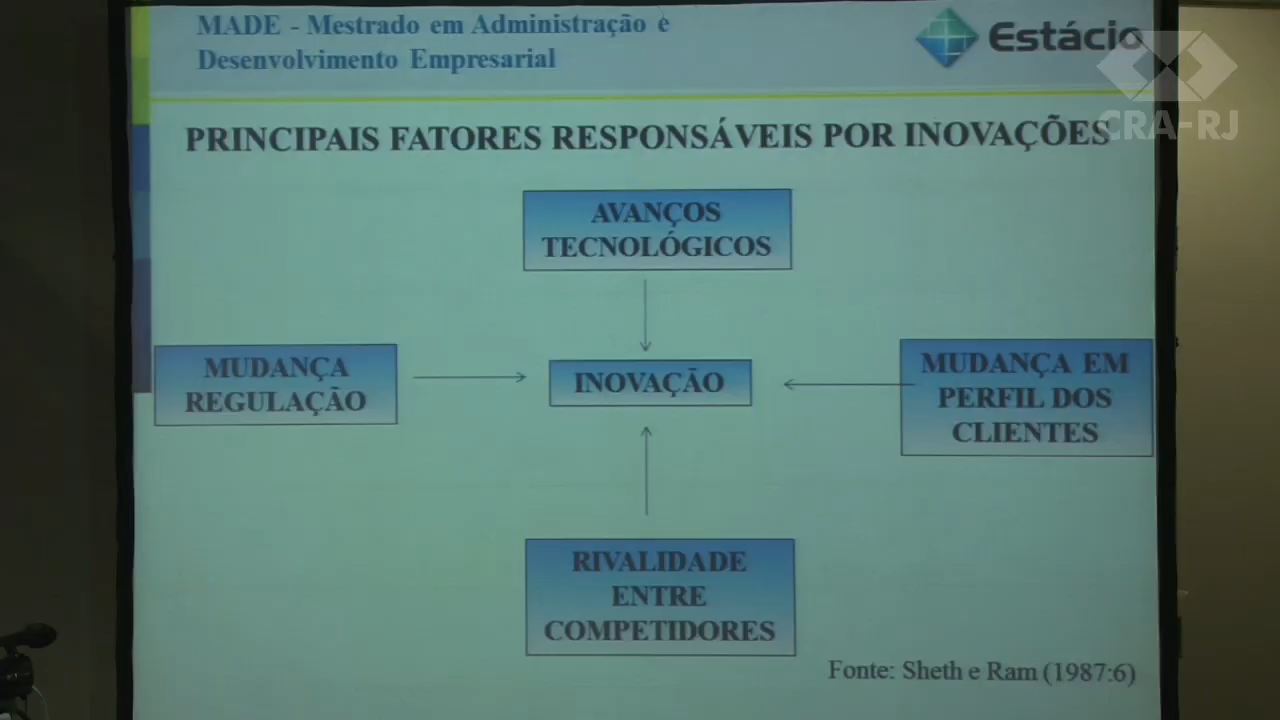 MADE - Mestrado em Administração e
Desenvolvimento Empresarial
Estácio
CRA-RJ
PRINCIPAIS FATORES RESPONSÁVEIS POR INOVAÇÕES
AVANÇOS
TECNOLÓGICOS
MUDANÇA
REGULAÇÃO
INOVAÇÃO
MUDANÇA EM
PERFIL DOS
CLIENTES
RIVALIDADE
ENTRE
COMPETIDORES
Fonte: Sheth e Ram (1987:6)